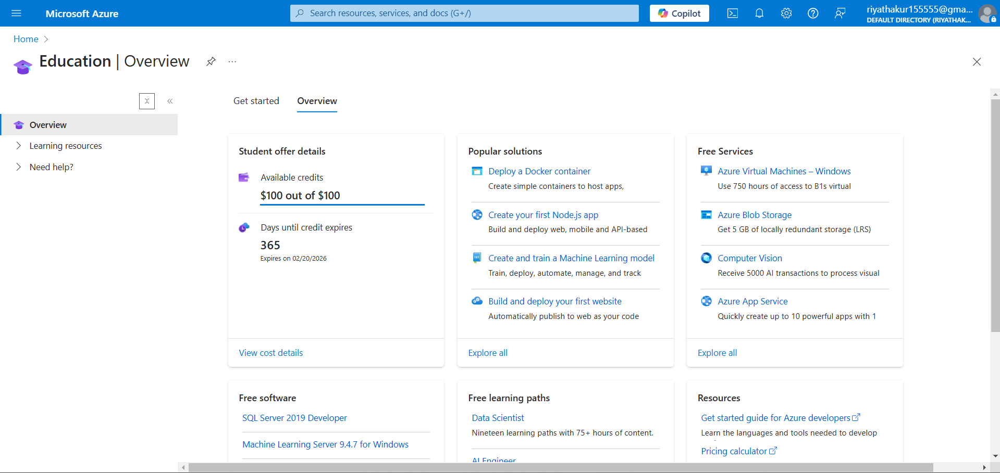 Microsoft Azure
Search resources, services, and docs (G+/)
Copilot
riyathakur155555@gma...
DEFAULT DIRECTORY (RIYATHAK...
Home
Education | Overview
Get started
Overview
Overview
Learning resources
Need help?
Student offer details
Available credits
$100 out of $100
Days until credit expires
365
Expires on 02/20/2026
View cost details
Popular solutions
Deploy a Docker container
Create simple containers to host apps,
Create your first Node.js app
Build and deploy web, mobile and API-based
Create and train a Machine Learning model
Train, deploy, automate, manage, and track
Build and deploy your first website
Automatically publish to web as your code
Explore all
Free Services
Azure Virtual Machines – Windows
Use 750 hours of access to B1s virtual
Azure Blob Storage
Get 5 GB of locally redundant storage (LRS)
Computer Vision
Receive 5000 AI transactions to process visual
Azure App Service
Quickly create up to 10 powerful apps with 1
Explore all
Free software
SQL Server 2019 Developer
Machine Learning Server 9.4.7 for Windows
Free learning paths
Data Scientist
Nineteen learning paths with 75+ hours of content.
AI Engineer
Resources
Get started guide for Azure developers
Learn the languages and tools needed to develop
Pricing calculator